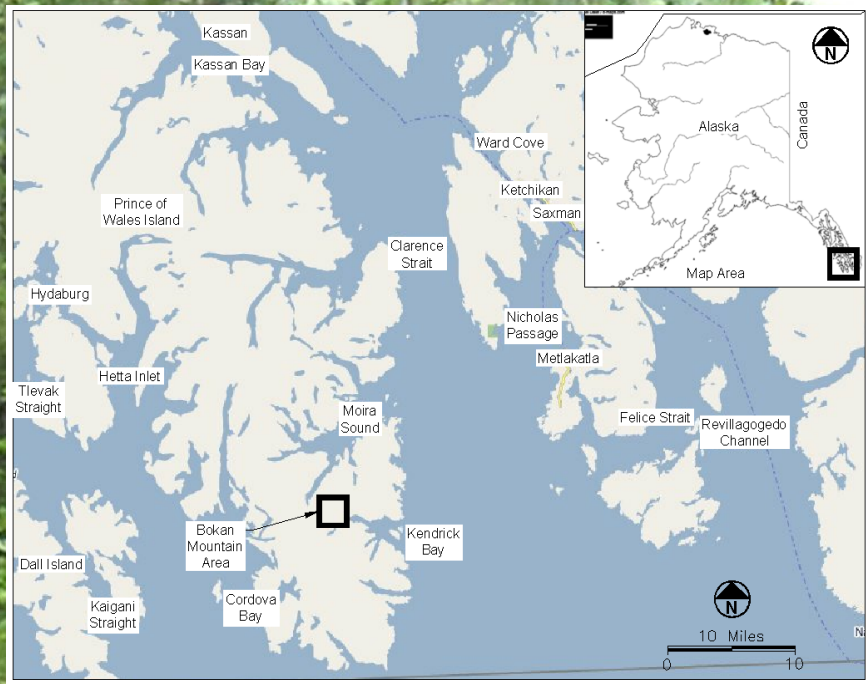 Kassan
Kassan Bay
N
Alaska
Canada
Map Area
Ward Cove
Ketchikan
Saxman
Prince of
Wales Island
Clarence
Strait
Hydaburg
Nicholas
Passage
Metlakatla
Hetta Inlet
Tlevak
Straight
Moira
Sound
Felice Strait
Revillagogedo
Channel
Bokan
Mountain
Area
Kendrick
Bay
Dall Island
Kaigani
Straight
Cordova
Bay
N
10 Miles
0
10